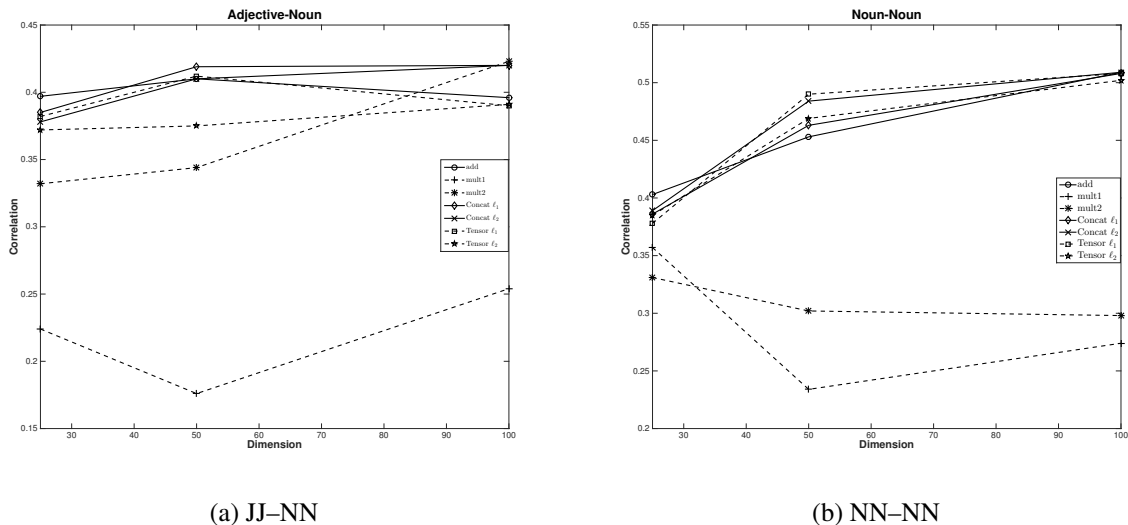 Adjective-Noun
0.45
0.4
0.35
0.3
0.25
0.2
0.15
Correlation
30 40 50 60 70 80 90 100
Dimension
add
mult1
mult2
Concat ℓ₁
Concat ℓ₂
Tensor ℓ₁
Tensor ℓ₂
(a) JJ–NN
Noun-Noun
0.55
0.5
0.45
0.4
0.35
0.3
0.25
0.2
Correlation
30 40 50 60 70 80 90 100
Dimension
add
mult1
mult2
Concat ℓ₁
Concat ℓ₂
Tensor ℓ₁
Tensor ℓ₂
(b) NN–NN